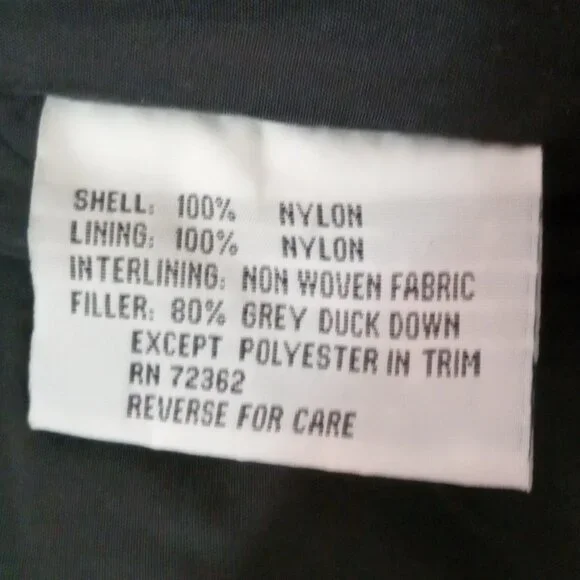 SHELL: 100% NYLON
LINING: 100% NYLON
INTERLINING: NON WOVEN FABRIC
FILLER: 80% GREY DUCK DOWN
EXCEPT POLYESTER IN TRIM
RN 72362
REVERSE FOR CARE